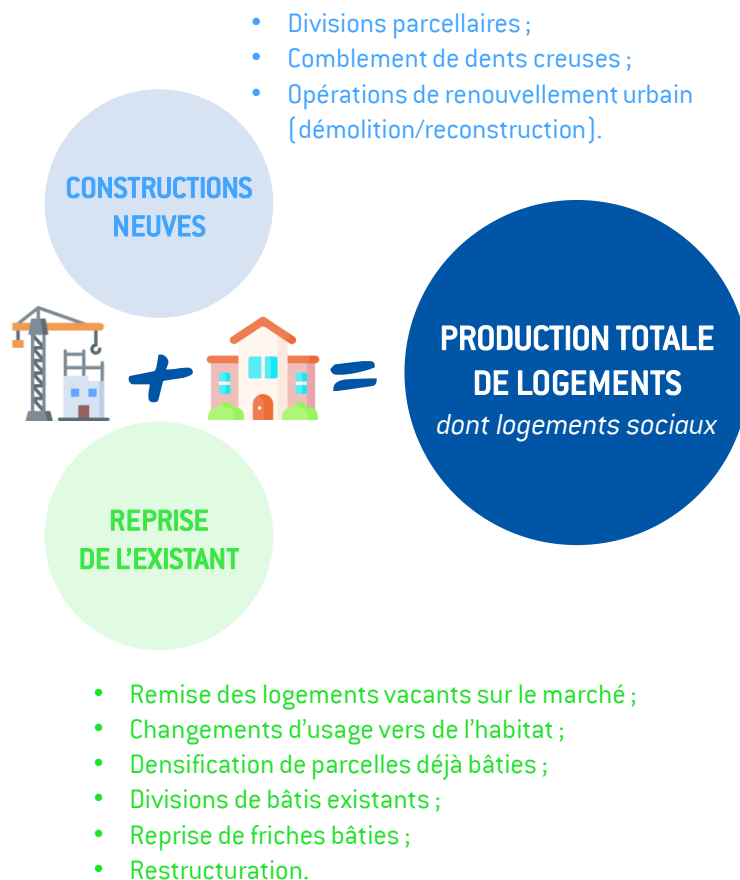 • Divisions parcellaires ;
• Comblement de dents creuses ;
• Opérations de renouvellement urbain
(démolition/reconstruction).
CONSTRUCTIONS
NEUVES
+ =
PRODUCTION TOTALE
DE LOGEMENTS
dont logements sociaux
REPRISE
DE L’EXISTANT
• Remise des logements vacants sur le marché ;
• Changements d’usage vers de l’habitat ;
• Densification de parcelles déjà bâties ;
• Divisions de bâtis existants ;
• Reprise de friches bâties ;
• Restructuration.